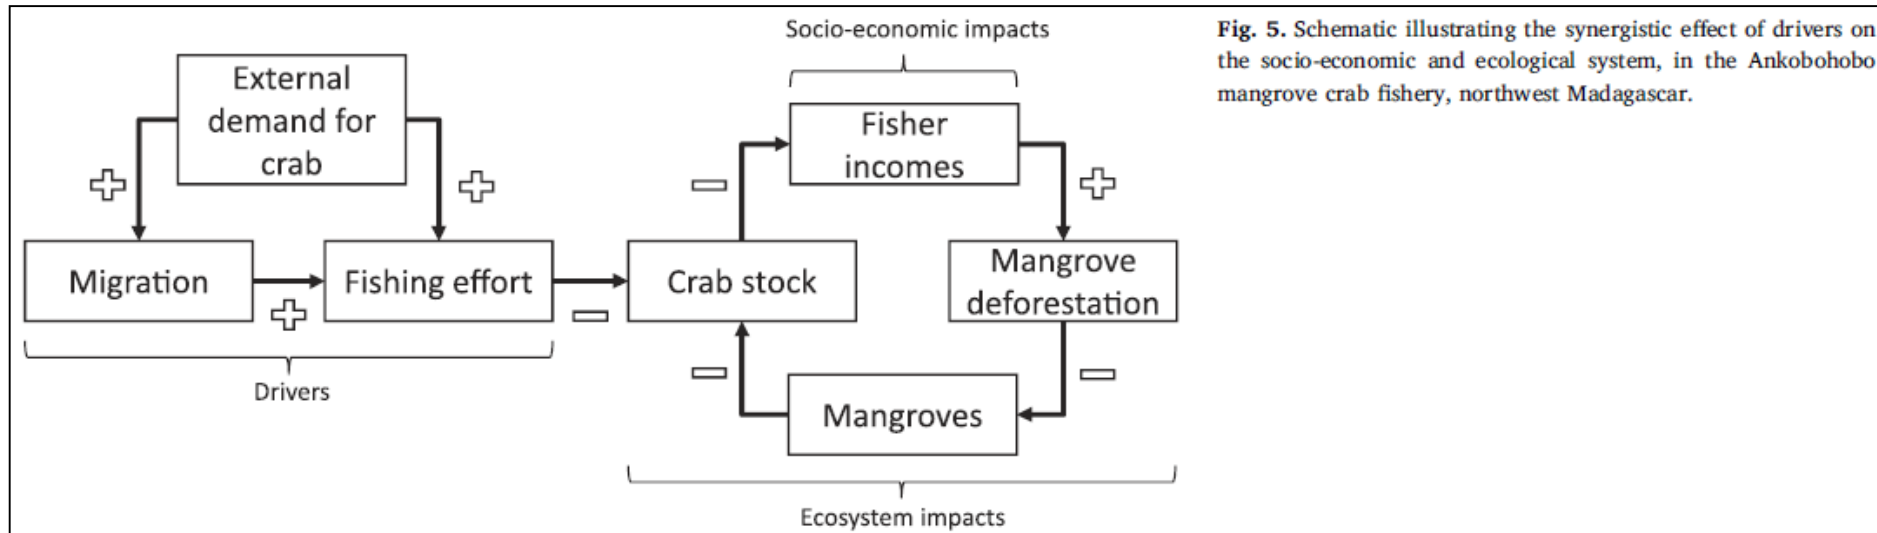 Socio-economic impacts
External
demand for
crab
Fisher
incomes
Migration
Fishing effort
Crab stock
Mangrove
deforestation
Drivers
Mangroves
Ecosystem impacts
Fig. 5. Schematic illustrating the synergistic effect of drivers on
the socio-economic and ecological system, in the Ankobohobo
mangrove crab fishery, northwest Madagascar.